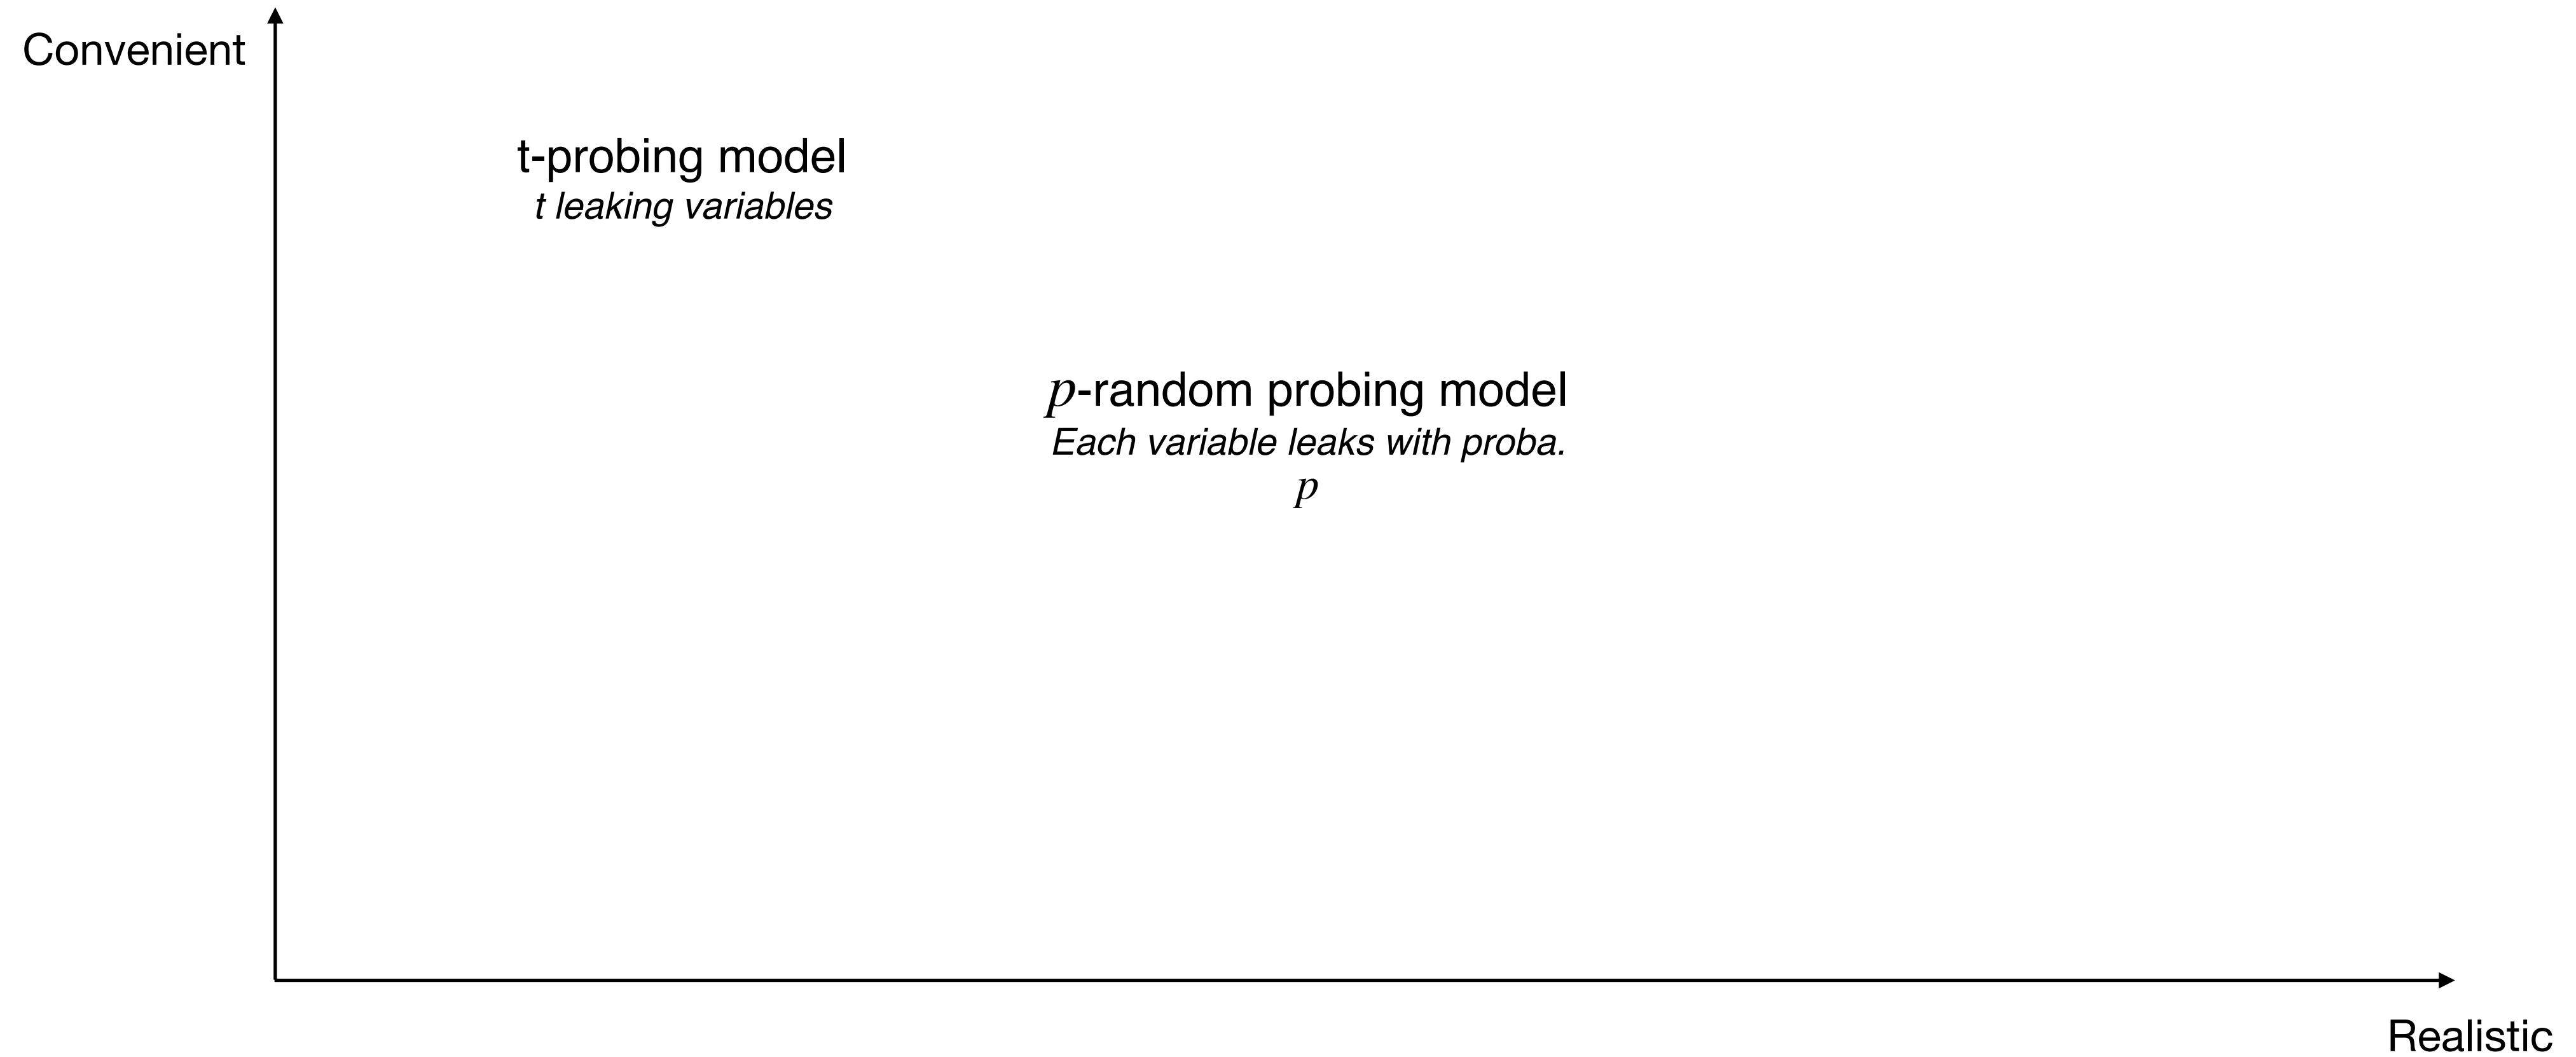 Convenient
t-probing model
t leaking variables
p-random probing model
Each variable leaks with proba.
p
Realistic